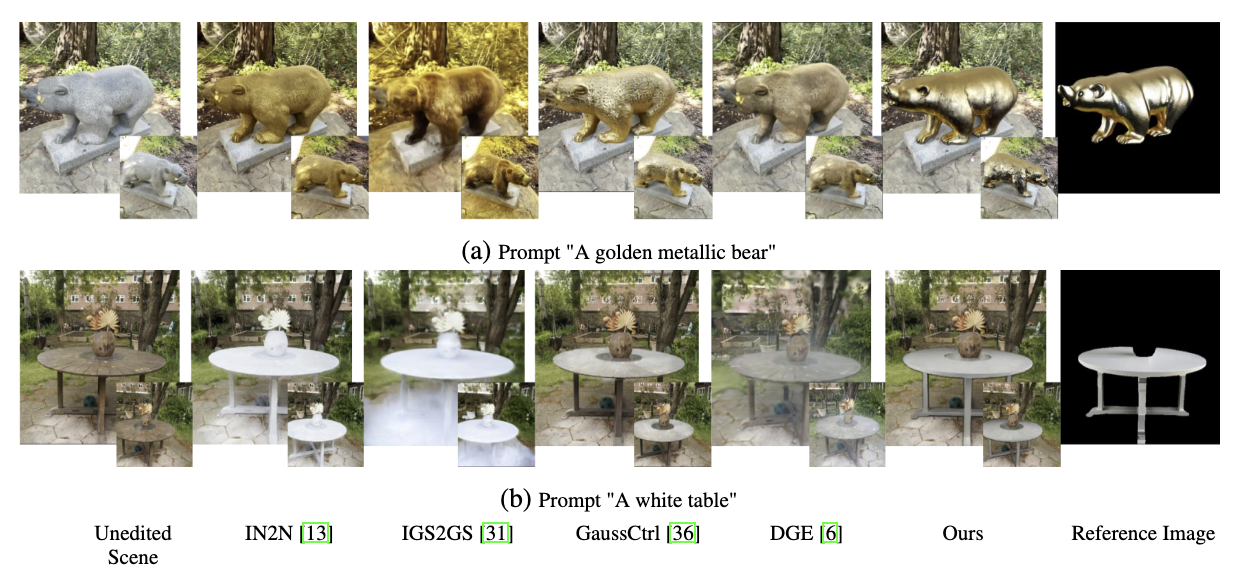 (a) Prompt "A golden metallic bear"
(b) Prompt "A white table"
Unedited Scene
IN2N [13]
IGS2GS [31]
GaussCtrl [36]
DGE [6]
Ours
Reference Image